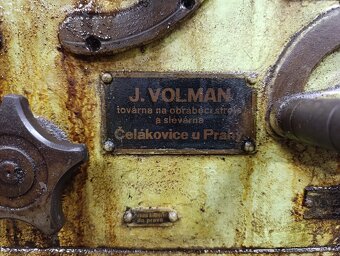 J. VOLMAN
továrna na obráběcí stroje
a slévárna
Čelákovice u Prahy